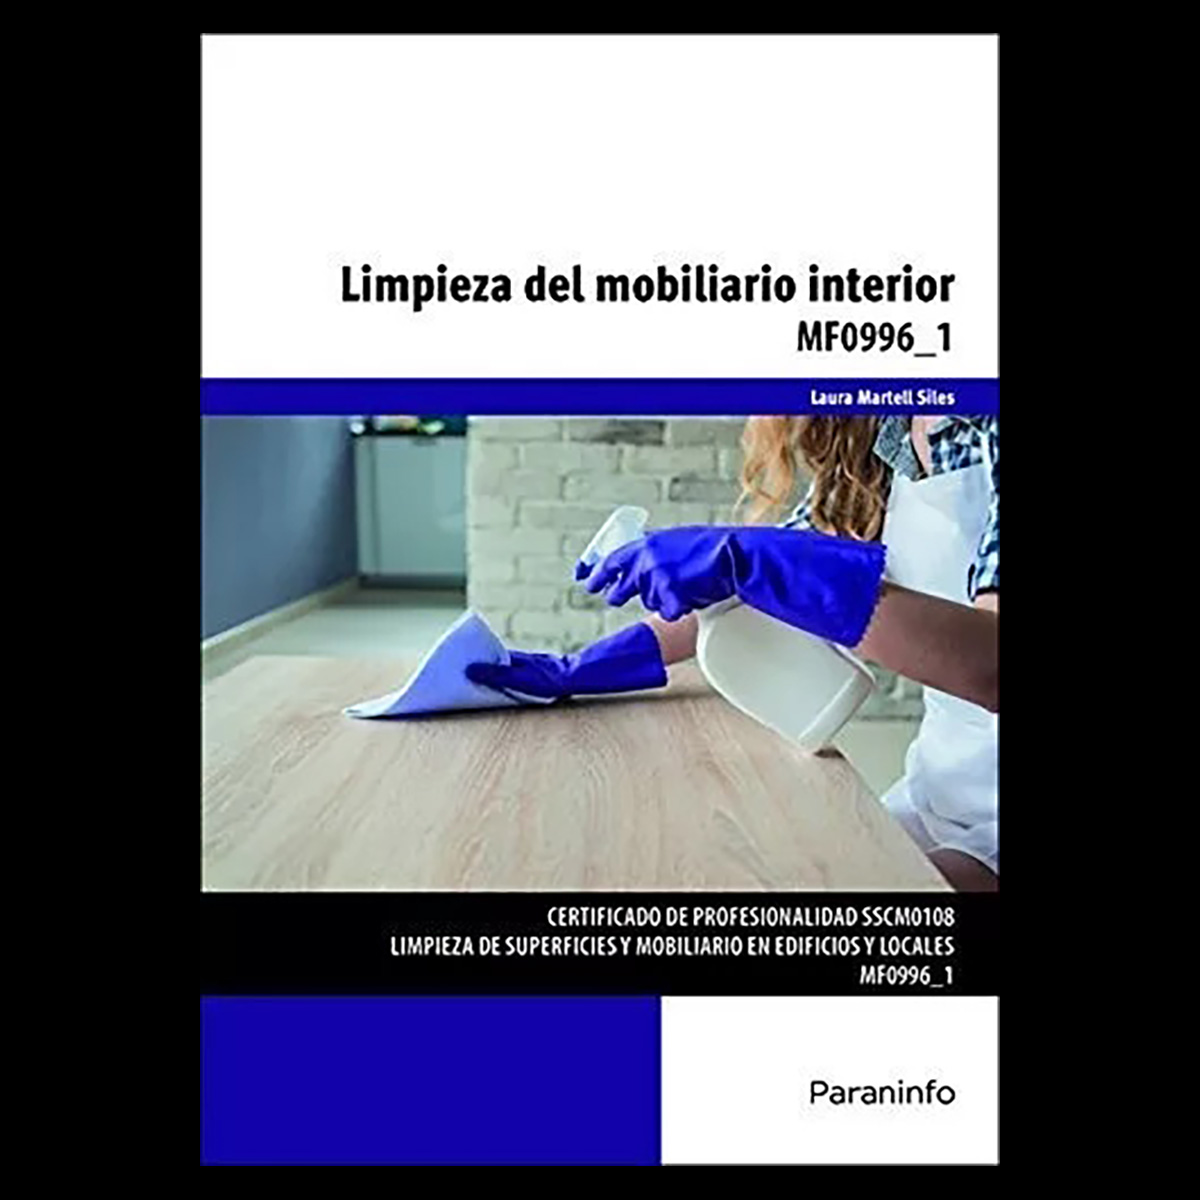 Limpieza del mobiliario interior
MF0996_1
Laura Martell Siles
CERTIFICADO DE PROFESIONALIDAD SSCM0108
LIMPIEZA DE SUPERFICIES Y MOBILIARIO EN EDIFICIOS Y LOCALES
MF0996_1
Paraninfo